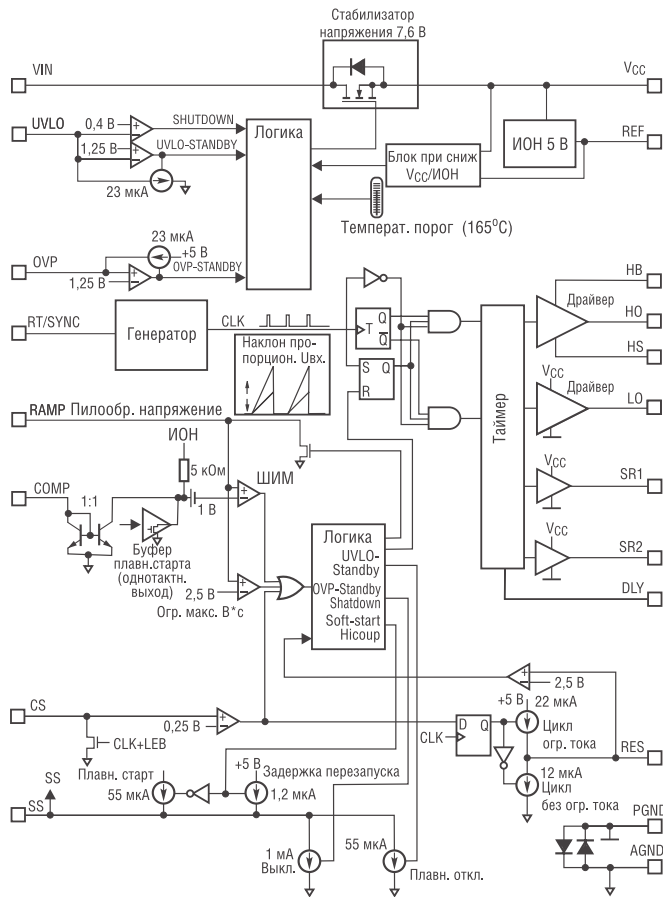 Стабилизатор
напряжения 7,6 В
VIN
VCC
UVLO
0,4 В
SHUTDOWN
1,25 В
UVLO-STANDBY
23 мкА
Логика
Блок при сниж
VCC/ИОН
ИОН 5 В
REF
Температ. порог (165°C)
OVP
23 мкА
+5 В
1,25 В
OVP-STANDBY
RT/SYNC
Генератор
CLK
T
Q
Q
S Q
R
Наклон про-
порцион. Uвх.
Таймер
HB
Драйвер
HO
HS
VCC
Драйвер
LO
VCC
SR1
VCC
SR2
DLY
RAMP Пилообр. напряжение
ИОН
5 кОм
ШИМ
COMP
1:1
1 В
Буфер
плавн.старта
(однотактн.
выход)
2,5 В
Огр. макс. В*с
Логика
UVLO-
Standby
OVP-Standby
Shatdown
Soft-start
Hicoup
2,5 В
CS
0,25 В
CLK+LEB
CLK
D Q
+5 В
22 мкА
Цикл
огр. тока
RES
12 мкА
Цикл
без огр. тока
SS
SS
Плавн. старт
55 мкА
+5 В
Задержка перезапуска
1,2 мкА
1 мА
Выкл.
55 мкА
Плавн. откл.
PGND
AGND